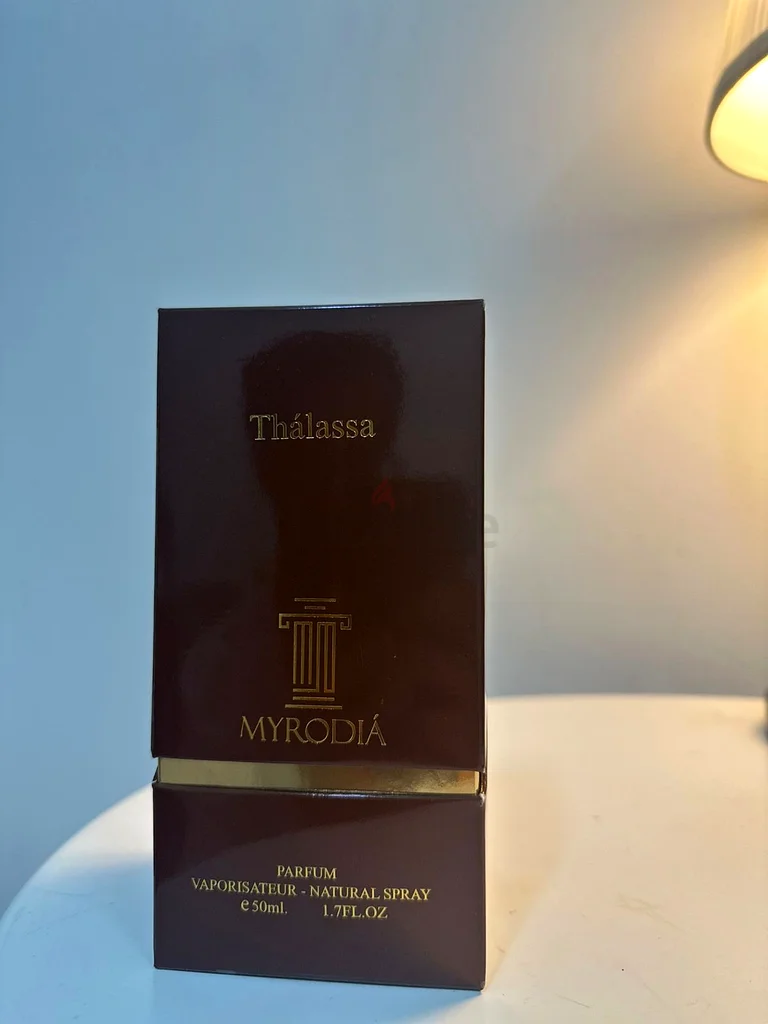 Thálassa
MYRODIÁ
PARFUM
VAPORISATEUR - NATURAL SPRAY
e 50ml. 1.7FL.OZ